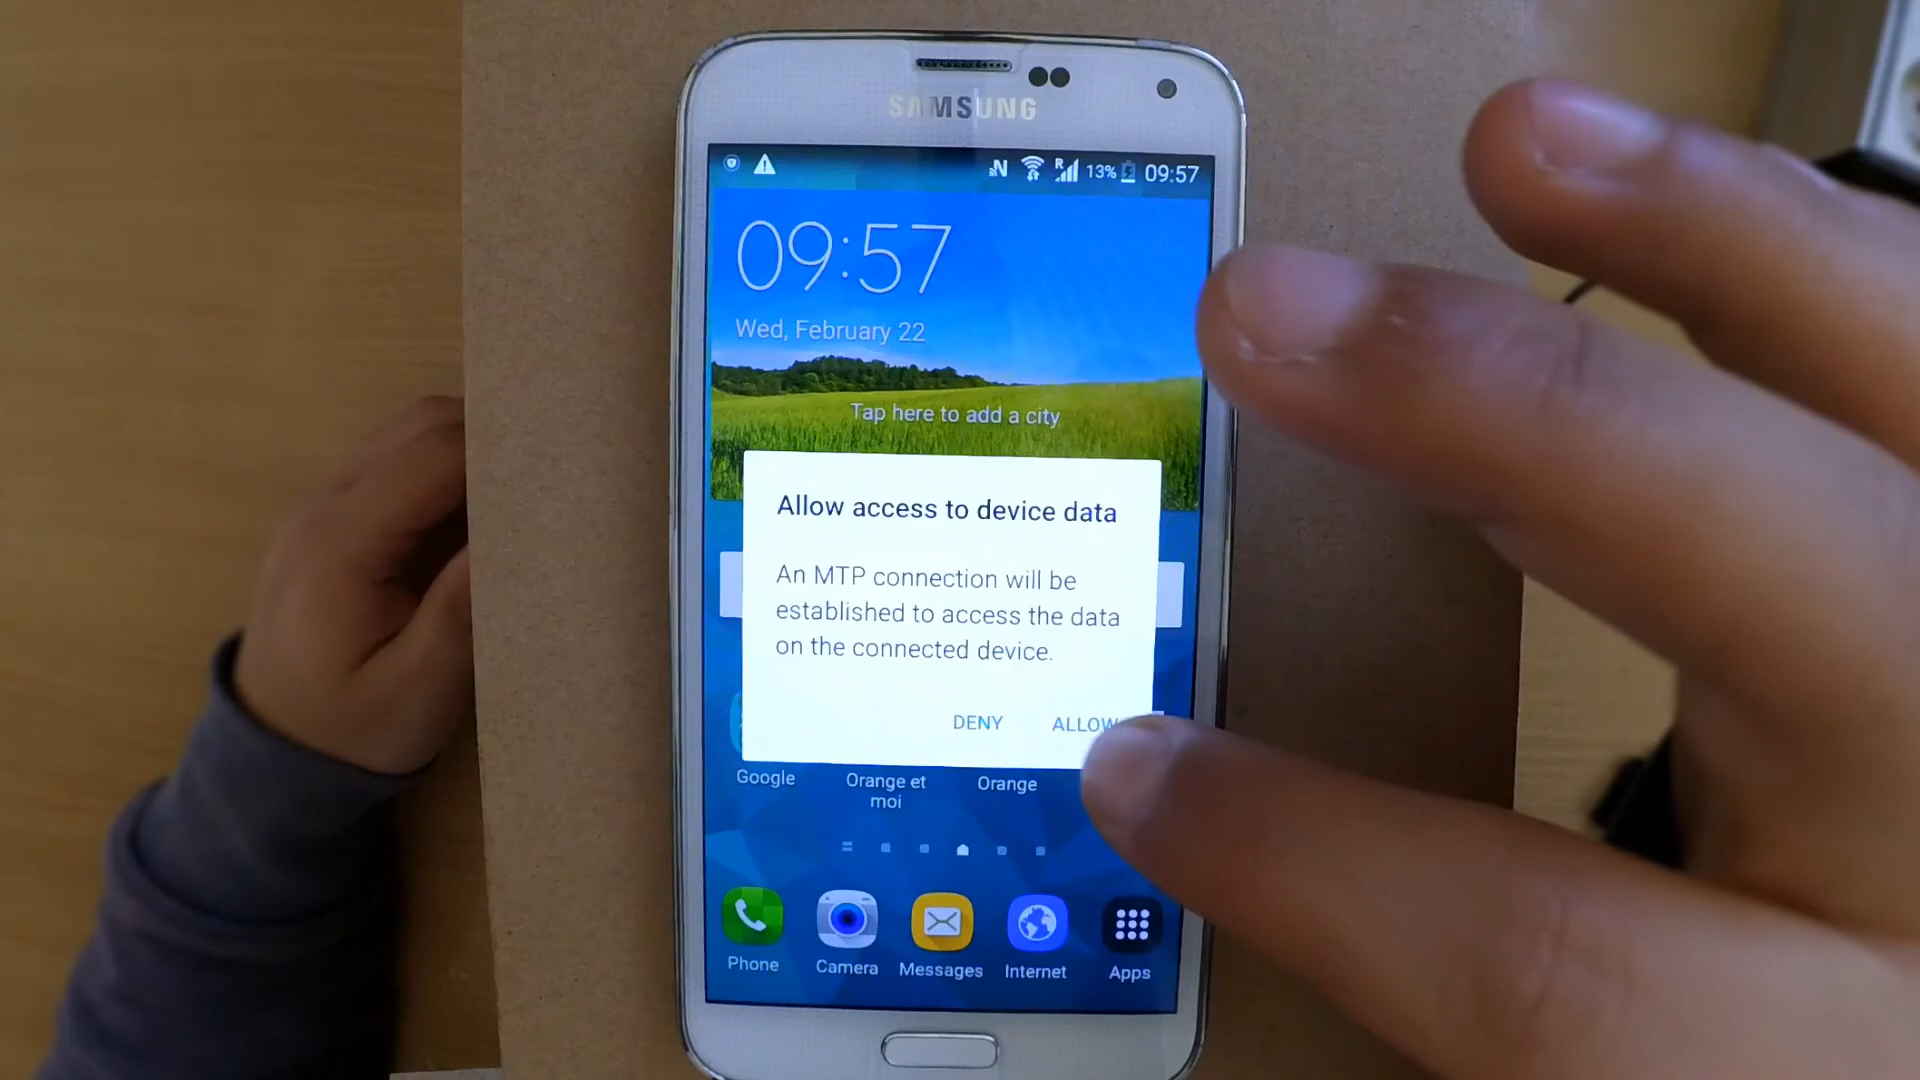 SAMSUNG
R 13% 09:57
09:57
Wed, February 22
Tap here to add a city
Allow access to device data
An MTP connection will be
established to access the data
on the connected device.
DENY ALLOW
Google Orange et Orange
moi
Phone Camera Messages Internet Apps